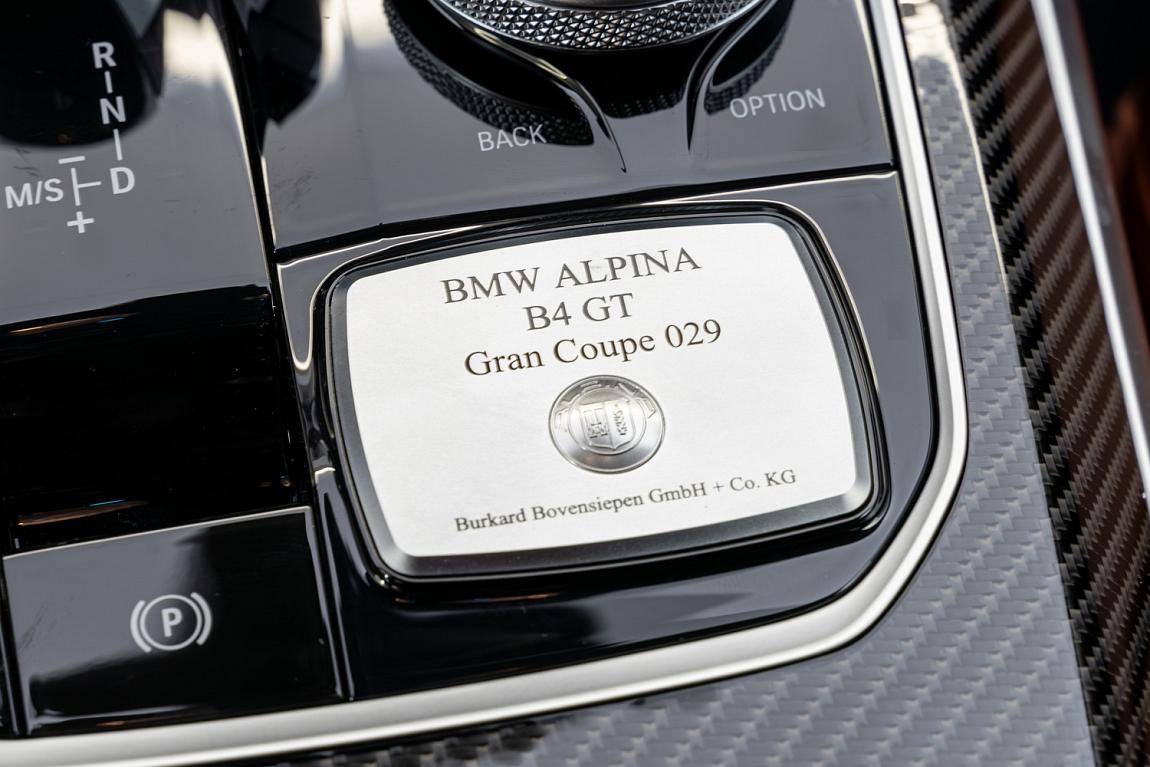 R
N
M/S
−
D
+
BACK
OPTION
BMW ALPINA
B4 GT
Gran Coupe 029
Burkard Bovensiepen GmbH + Co. KG
P